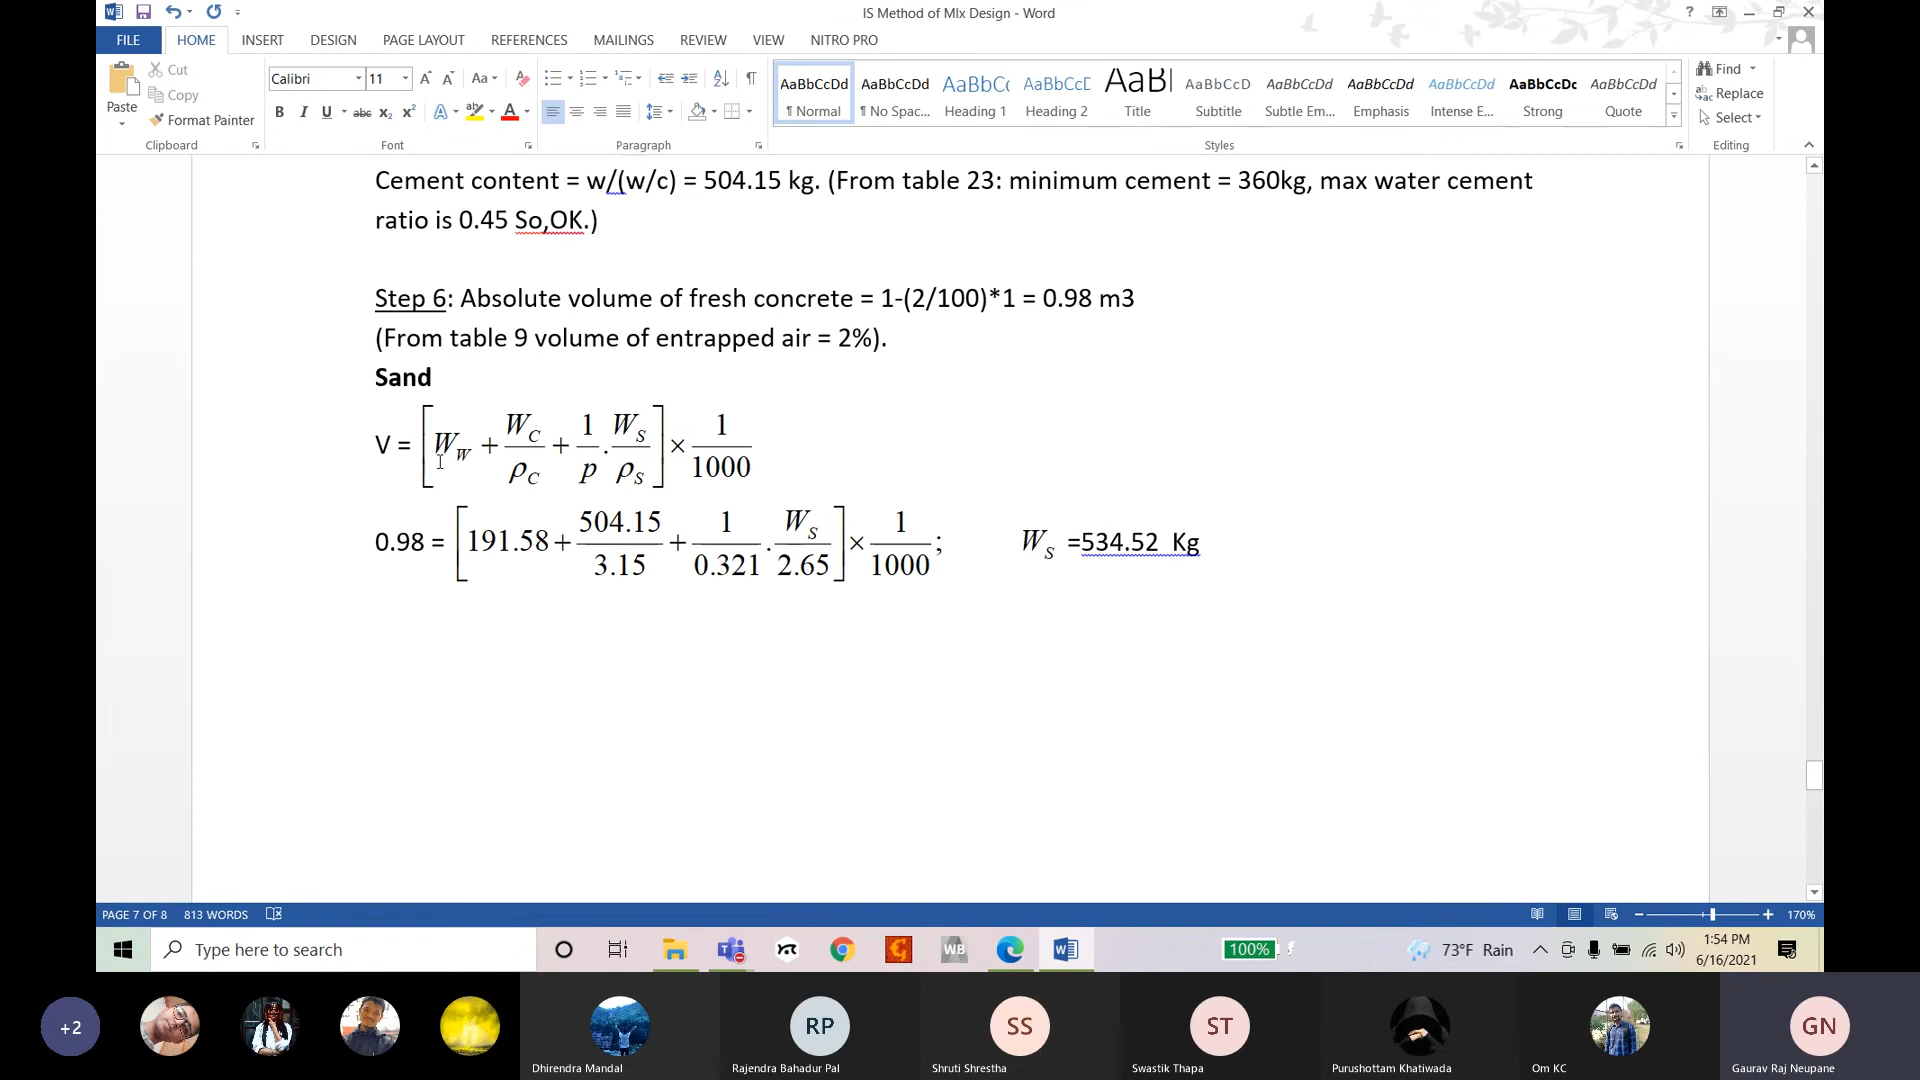 IS Method of MIx Design - Word
FILE HOME INSERT DESIGN PAGE LAYOUT REFERENCES MAILINGS REVIEW VIEW NITRO PRO
Paste Cut Copy Format Painter
Calibri 11
AaBbCcDd AaBbCcDd AaBbCc AaBbCcD AaBl AaBbCcD AaBbCcDd AaBbCcDd AaBbCcDd AaBbCcDc AaBbCcDd
¶ Normal ¶ No Spac... Heading 1 Heading 2 Title Subtitle Subtle Em... Emphasis Intense E... Strong Quote
Find
Replace
Select
Clipboard Font Paragraph Styles Editing
Cement content = w/(w/c) = 504.15 kg. (From table 23: minimum cement = 360kg, max water cement
ratio is 0.45 So,OK.)
Step 6: Absolute volume of fresh concrete = 1-(2/100)*1 = 0.98 m3
(From table 9 volume of entrapped air = 2%).
Sand
V = [W_W + W_C/ρ_C + 1/p . W_S/ρ_S] × 1/1000
0.98 = [191.58 + 504.15/3.15 + 1/0.321 . W_S/2.65] × 1/1000 ; W_S =534.52 Kg
PAGE 7 OF 8 813 WORDS 170%
Type here to search
100%
73°F Rain
1:54 PM
6/16/2021
+2
RP SS ST GN
Dhirendra Mandal Rajendra Bahadur Pal Shruti Shrestha Swastik Thapa Purushottam Khatiwada Om KC Gaurav Raj Neupane